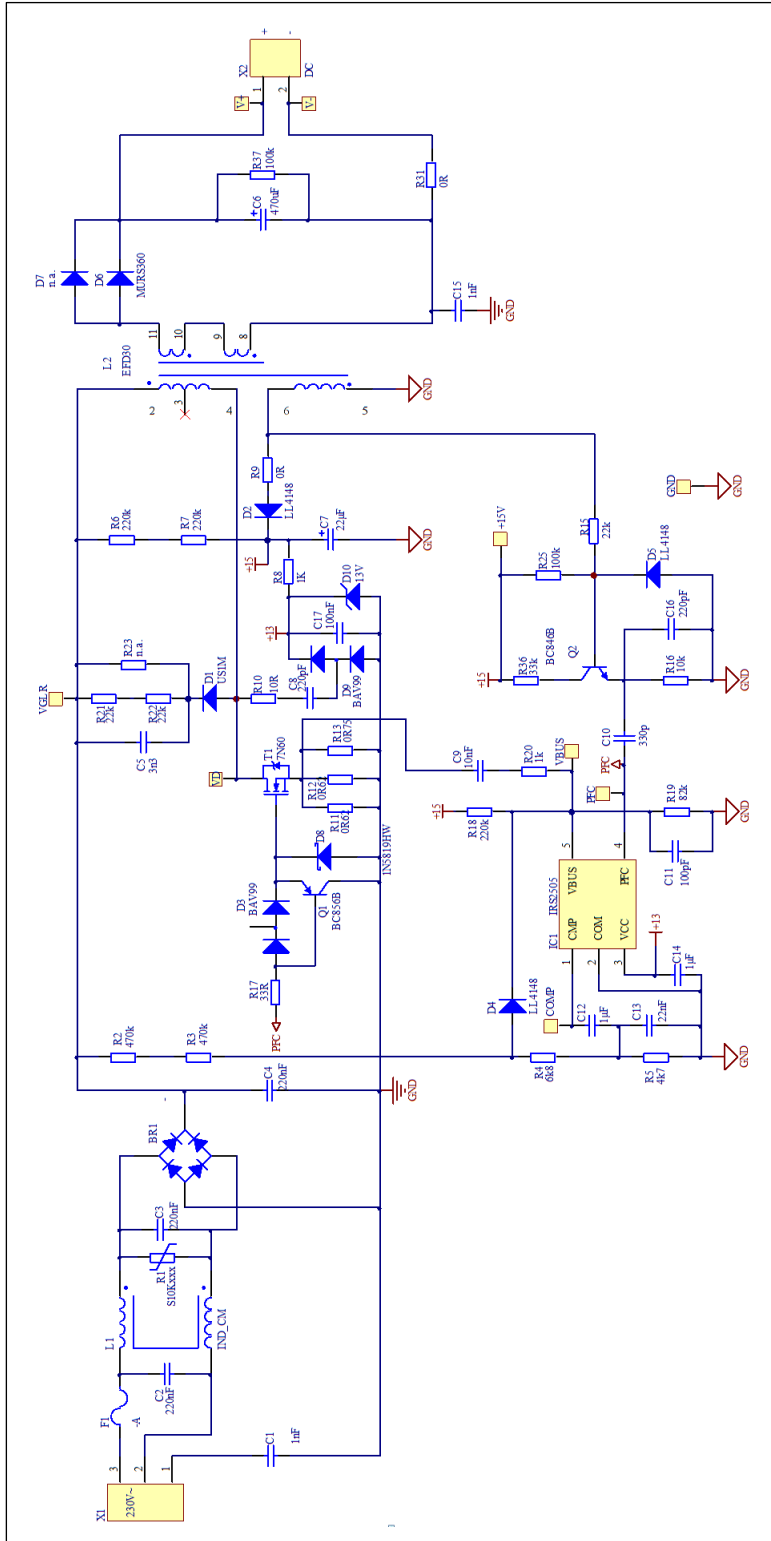 X2
+
-
DC
1
2
V+
V-
R37
100k
C6
470uF
+
R31
0R
D7
n.a.
D6
MURS360
C15
1nF
GND
L2
EFD30
11
10
9
8
2
3
4
6
5
GND
R6
220k
R7
220k
R9
0R
D2
LL4148
+15
C7
22µF
+
GND
R8
1K
D10
13V
+13
C17
100nF
D9
BAV99
C8
220pF
R10
10R
VGLR
R23
n.a.
R21
22k
R22
22k
D1
US1M
C5
3n3
VD
T1
7N60
R13
0R75
R12
0R62
R11
0R62
D8
1N5819HW
Q1
BC856B
D3
BAV99
R17
33R
PFC
C9
10nF
R20
1k
VBUS
+15V
R25
100k
R15
22k
D5
LL4148
+15
R36
33k
BC846B
Q2
C16
220pF
R16
10k
GND
GND
GND
C10
330p
PFC
PFC
+15
R18
220k
R19
82k
C11
100pF
GND
IC1
IRS2505
CMP
COM
VCC
VBUS
PFC
1
2
3
5
4
+13
C14
1µF
COMP
C12
1µF
C13
22nF
D4
LL4148
R4
6k8
R5
4k7
GND
R2
470k
R3
470k
C4
220nF
GND
-
BR1
C3
220nF
R1
S10Kxxx
L1
IND_CM
C2
220nF
F1
-A
C1
1nF
X1
230V~
3
2
1